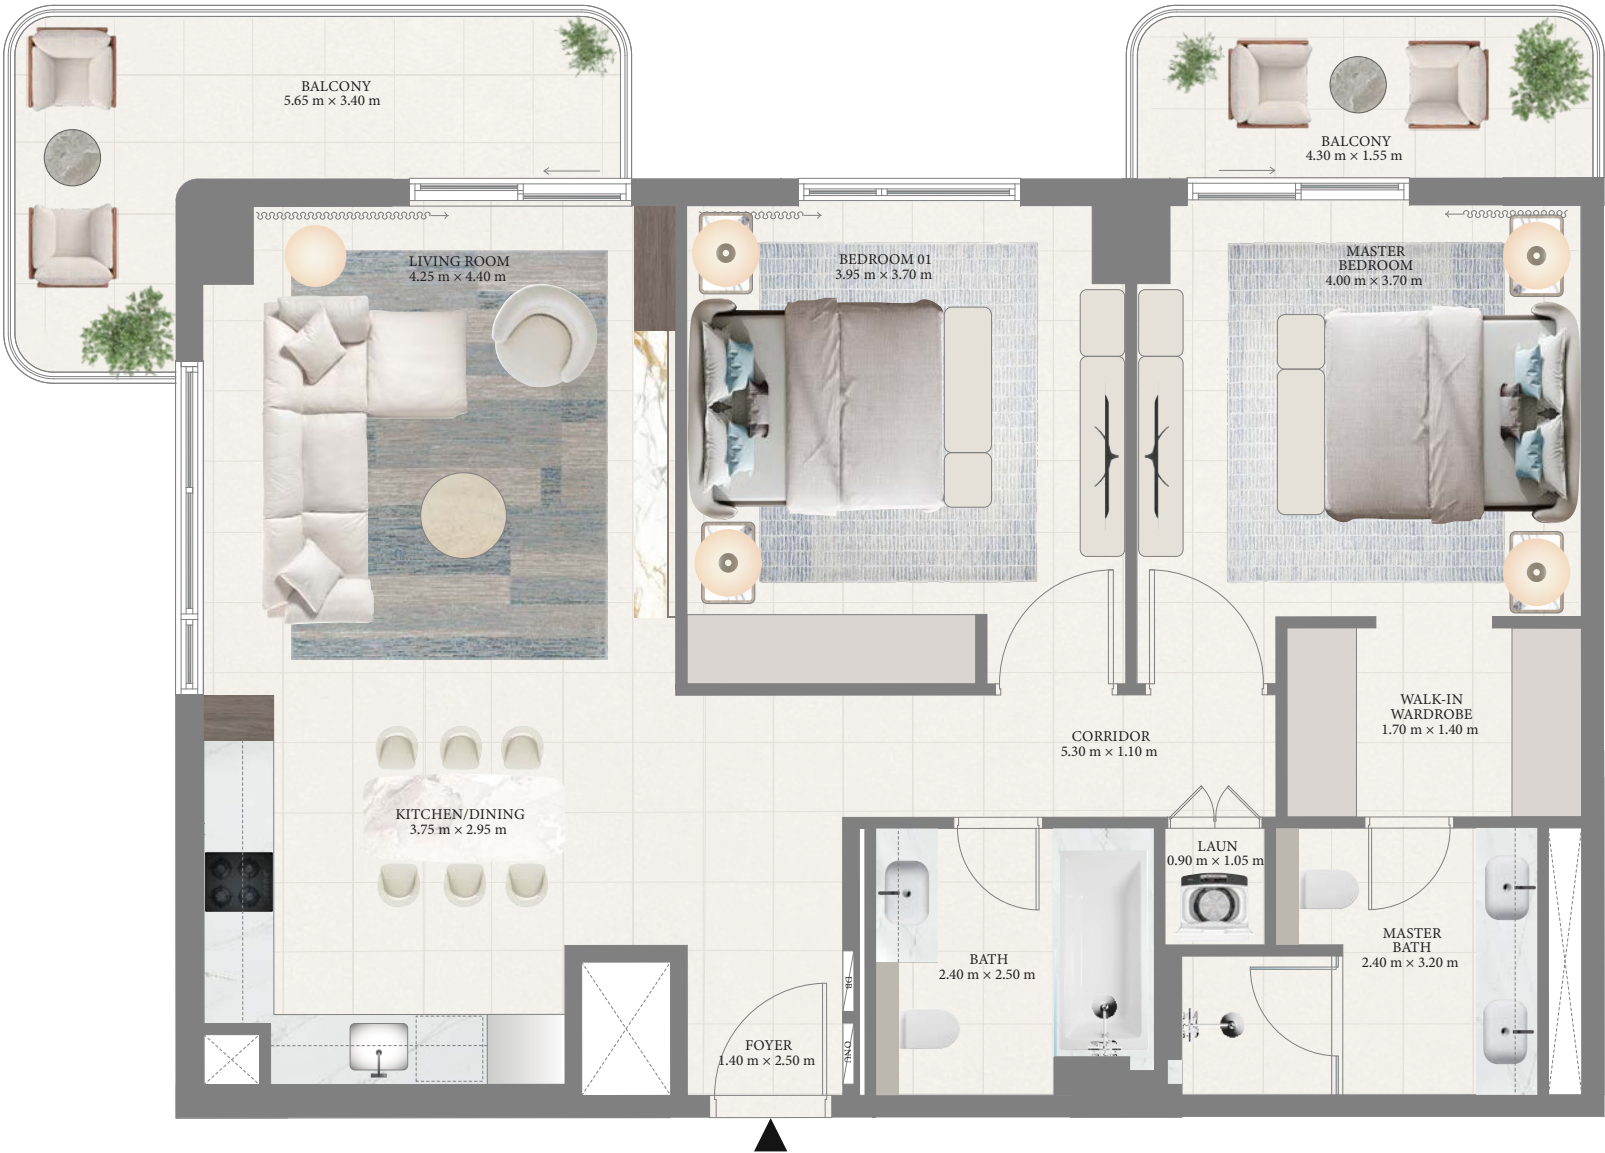 BALCONY
5.65 m × 3.40 m
BALCONY
4.30 m × 1.55 m
LIVING ROOM
4.25 m × 4.40 m
BEDROOM 01
3.95 m × 3.70 m
MASTER
BEDROOM
4.00 m × 3.70 m
WALK-IN
WARDROBE
1.70 m × 1.40 m
CORRIDOR
5.30 m × 1.10 m
KITCHEN/DINING
3.75 m × 2.95 m
LAUN
0.90 m × 1.05 m
MASTER
BATH
2.40 m × 3.20 m
BATH
2.40 m × 2.50 m
DB
ONU
FOYER
1.40 m × 2.50 m